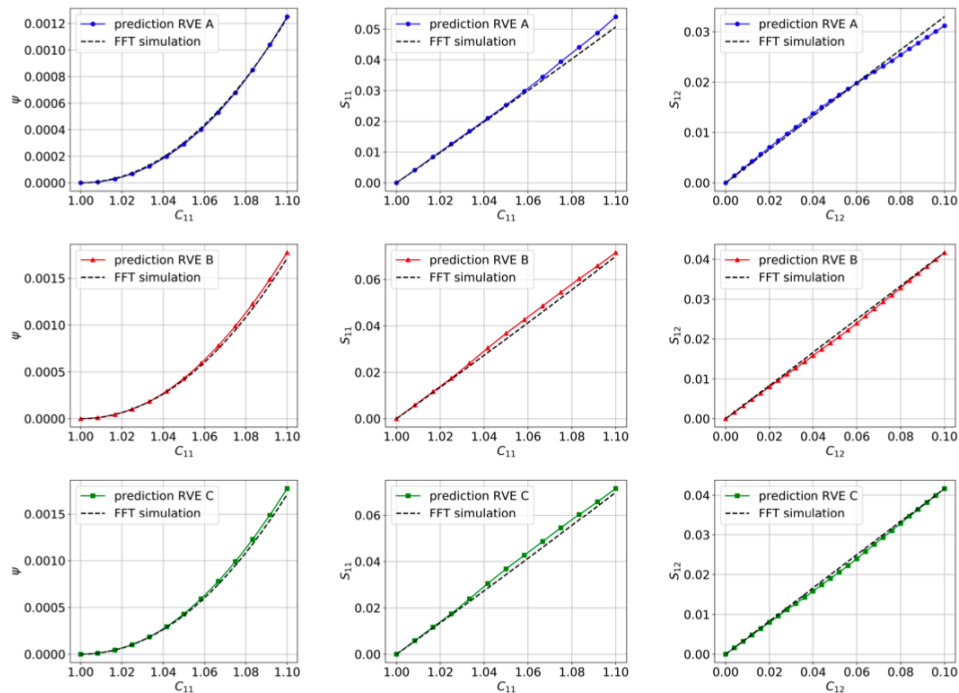 prediction RVE A
FFT simulation
ψ
0.0012
0.0010
0.0008
0.0006
0.0004
0.0002
0.0000
1.00 1.02 1.04 1.06 1.08 1.10
C11
prediction RVE A
FFT simulation
S11
0.05
0.04
0.03
0.02
0.01
0.00
1.00 1.02 1.04 1.06 1.08 1.10
C11
prediction RVE A
FFT simulation
S12
0.03
0.02
0.01
0.00
0.00 0.02 0.04 0.06 0.08 0.10
C12
prediction RVE B
FFT simulation
ψ
0.0015
0.0010
0.0005
0.0000
1.00 1.02 1.04 1.06 1.08 1.10
C11
prediction RVE B
FFT simulation
S11
0.06
0.04
0.02
0.00
1.00 1.02 1.04 1.06 1.08 1.10
C11
prediction RVE B
FFT simulation
S12
0.04
0.03
0.02
0.01
0.00
0.00 0.02 0.04 0.06 0.08 0.10
C12
prediction RVE C
FFT simulation
ψ
0.0015
0.0010
0.0005
0.0000
1.00 1.02 1.04 1.06 1.08 1.10
C11
prediction RVE C
FFT simulation
S11
0.06
0.04
0.02
0.00
1.00 1.02 1.04 1.06 1.08 1.10
C11
prediction RVE C
FFT simulation
S12
0.04
0.03
0.02
0.01
0.00
0.00 0.02 0.04 0.06 0.08 0.10
C12